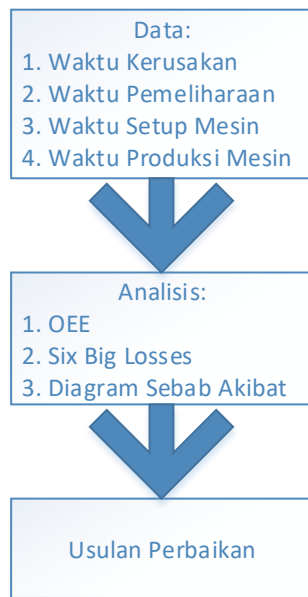 Data:
1. Waktu Kerusakan
2. Waktu Pemeliharaan
3. Waktu Setup Mesin
4. Waktu Produksi Mesin
Analisis:
1. OEE
2. Six Big Losses
3. Diagram Sebab Akibat
Usulan Perbaikan